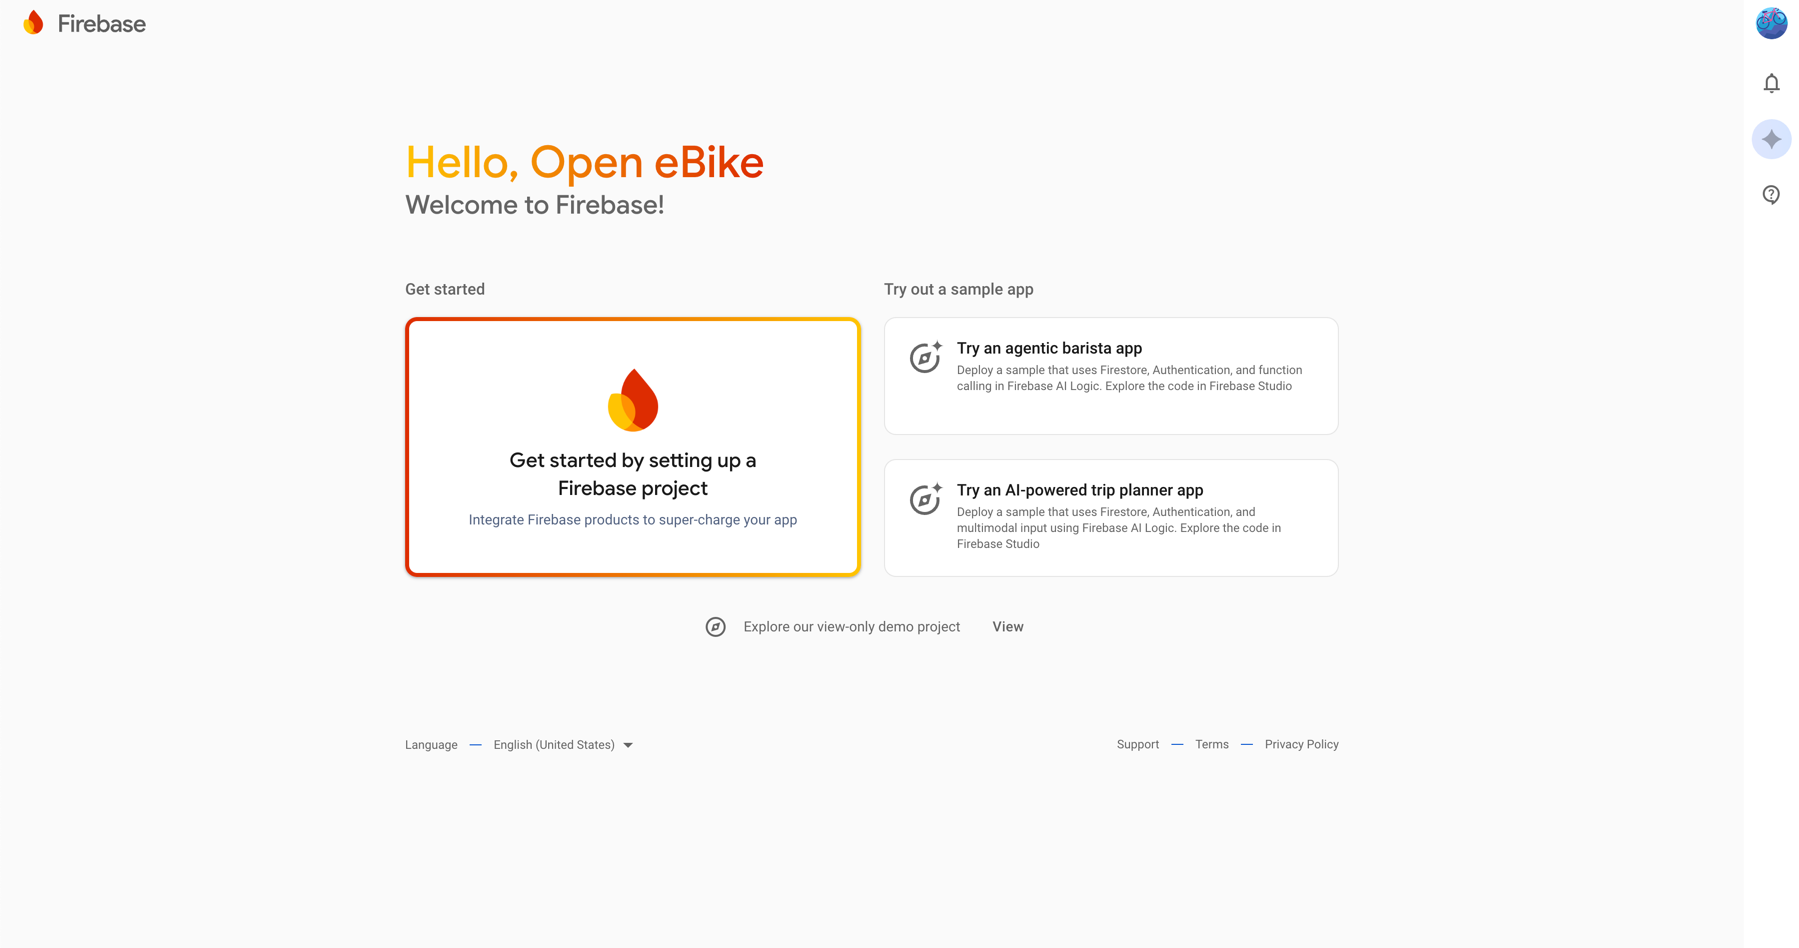 Firebase
Hello, Open eBike
Welcome to Firebase!
Get started
Get started by setting up a
Firebase project
Integrate Firebase products to super-charge your app
Try out a sample app
Try an agentic barista app
Deploy a sample that uses Firestore, Authentication, and function
calling in Firebase AI Logic. Explore the code in Firebase Studio
Try an AI-powered trip planner app
Deploy a sample that uses Firestore, Authentication, and
multimodal input using Firebase AI Logic. Explore the code in
Firebase Studio
Explore our view-only demo project View
Language — English (United States)
Support — Terms — Privacy Policy